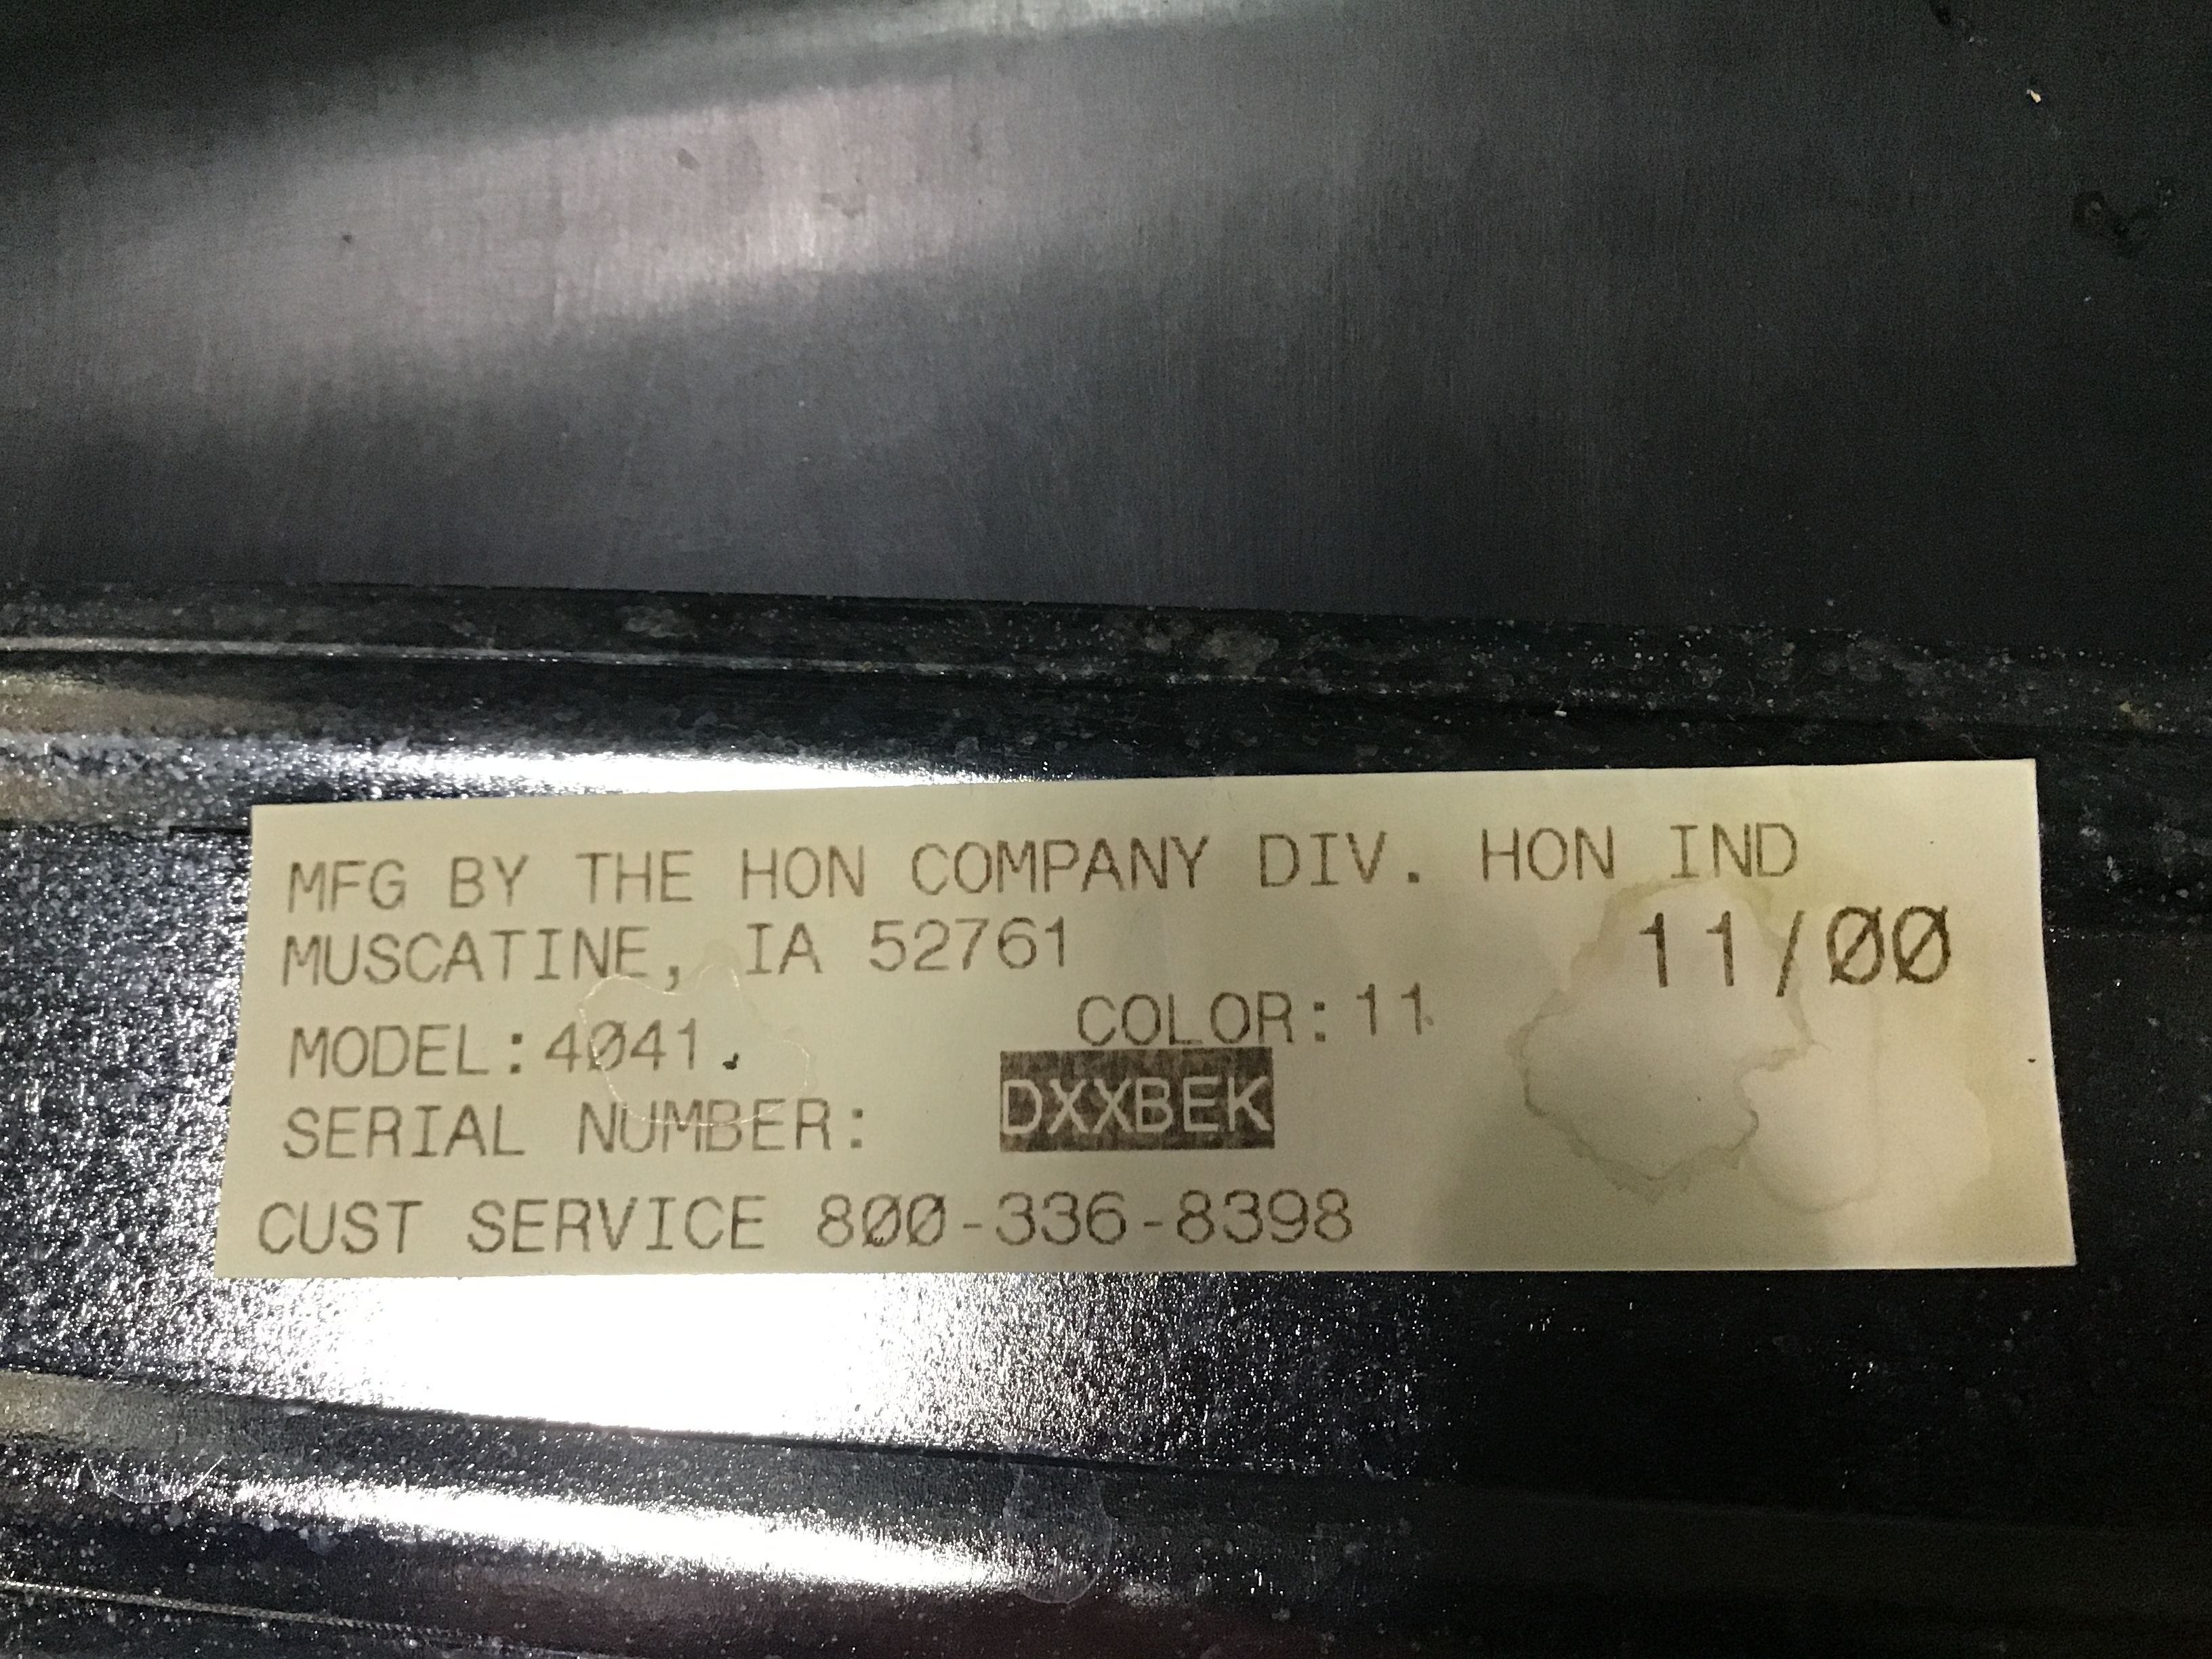 MFG BY THE HON COMPANY DIV. HON IND
MUSCATINE, IA 52761
11/00
COLOR:11
MODEL:4041.
SERIAL NUMBER: DXXBEK
CUST SERVICE 800-336-8398